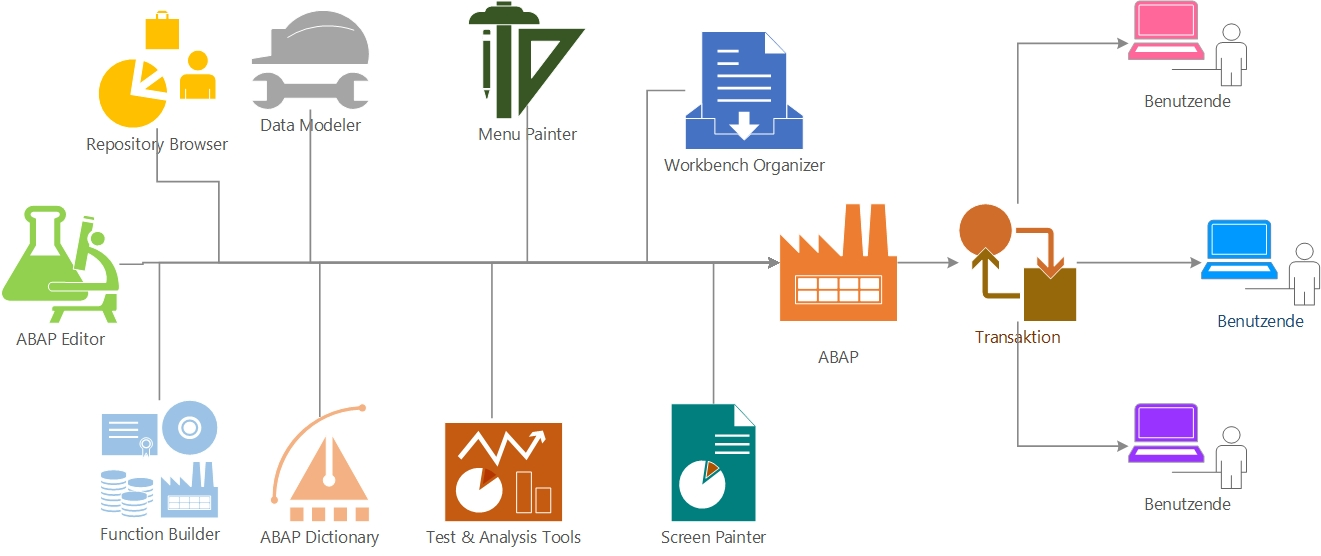 Repository Browser
Data Modeler
Menu Painter
Workbench Organizer
Benutzende
ABAP Editor
ABAP
Transaktion
Benutzende
Function Builder
ABAP Dictionary
Test & Analysis Tools
Screen Painter
Benutzende